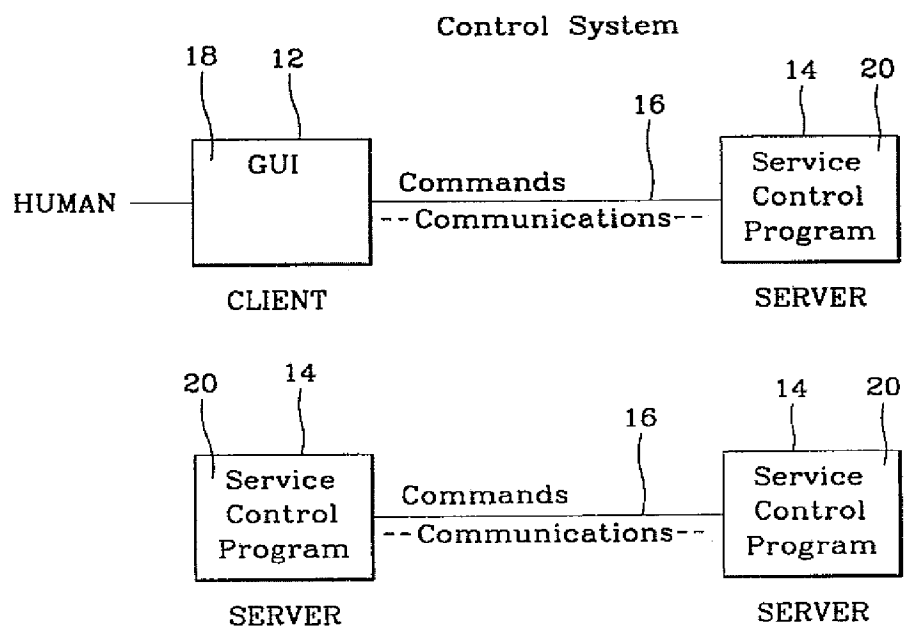 Control System
18 12 14 20
16
GUI
Service
Control
Program
HUMAN
Commands
--Communications--
CLIENT
SERVER
20 14 14 20
16
Service
Control
Program
Commands
--Communications--
Service
Control
Program
SERVER
SERVER